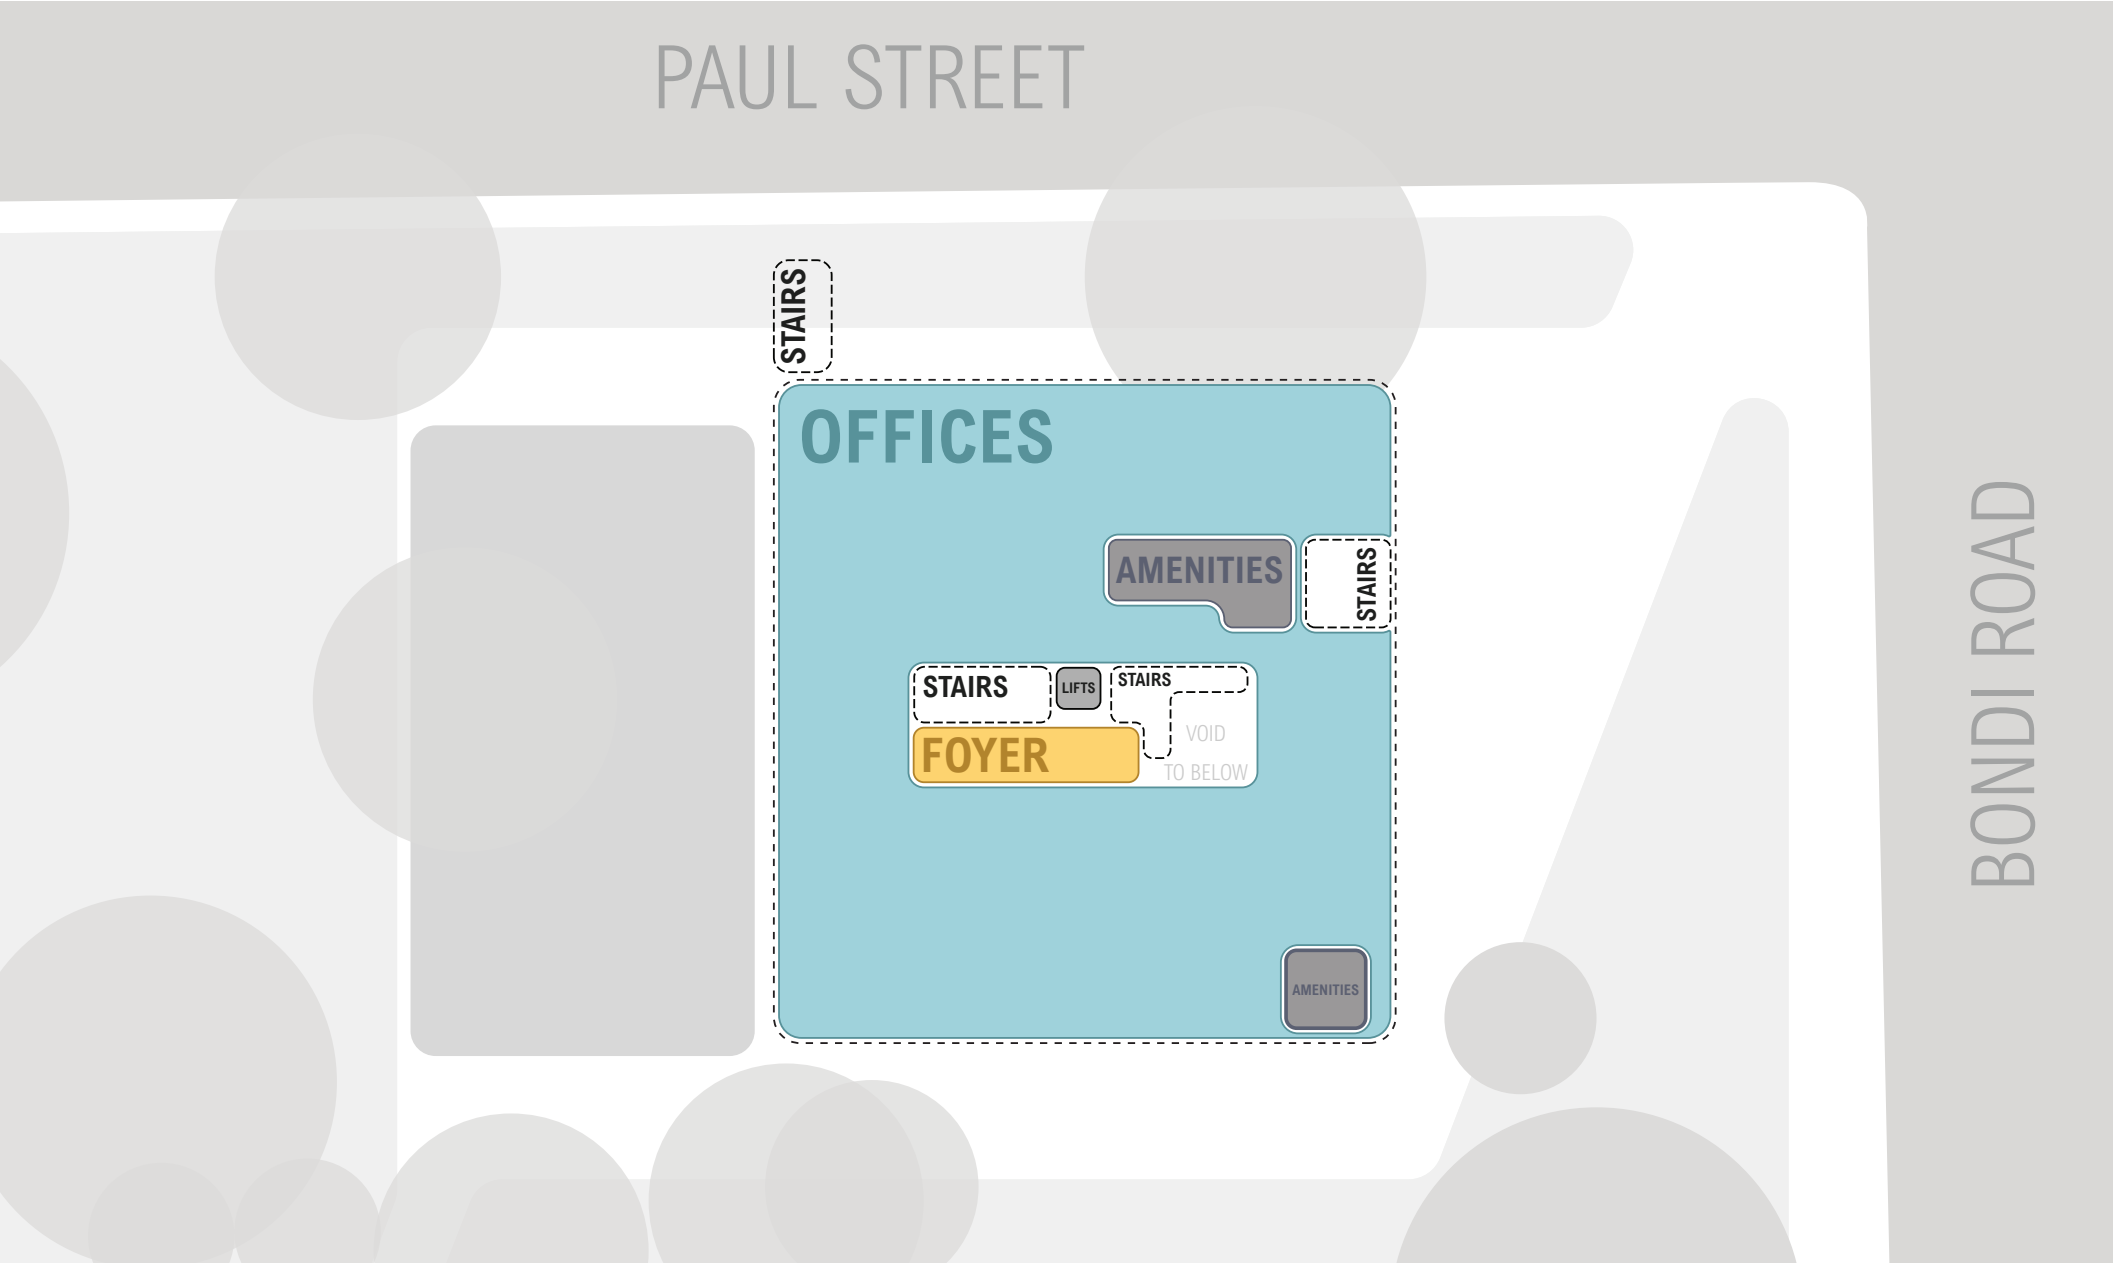 PAUL STREET
STAIRS
OFFICES
AMENITIES
STAIRS
STAIRS
LIFTS
STAIRS
FOYER
VOID
TO BELOW
AMENITIES
BONDI ROAD